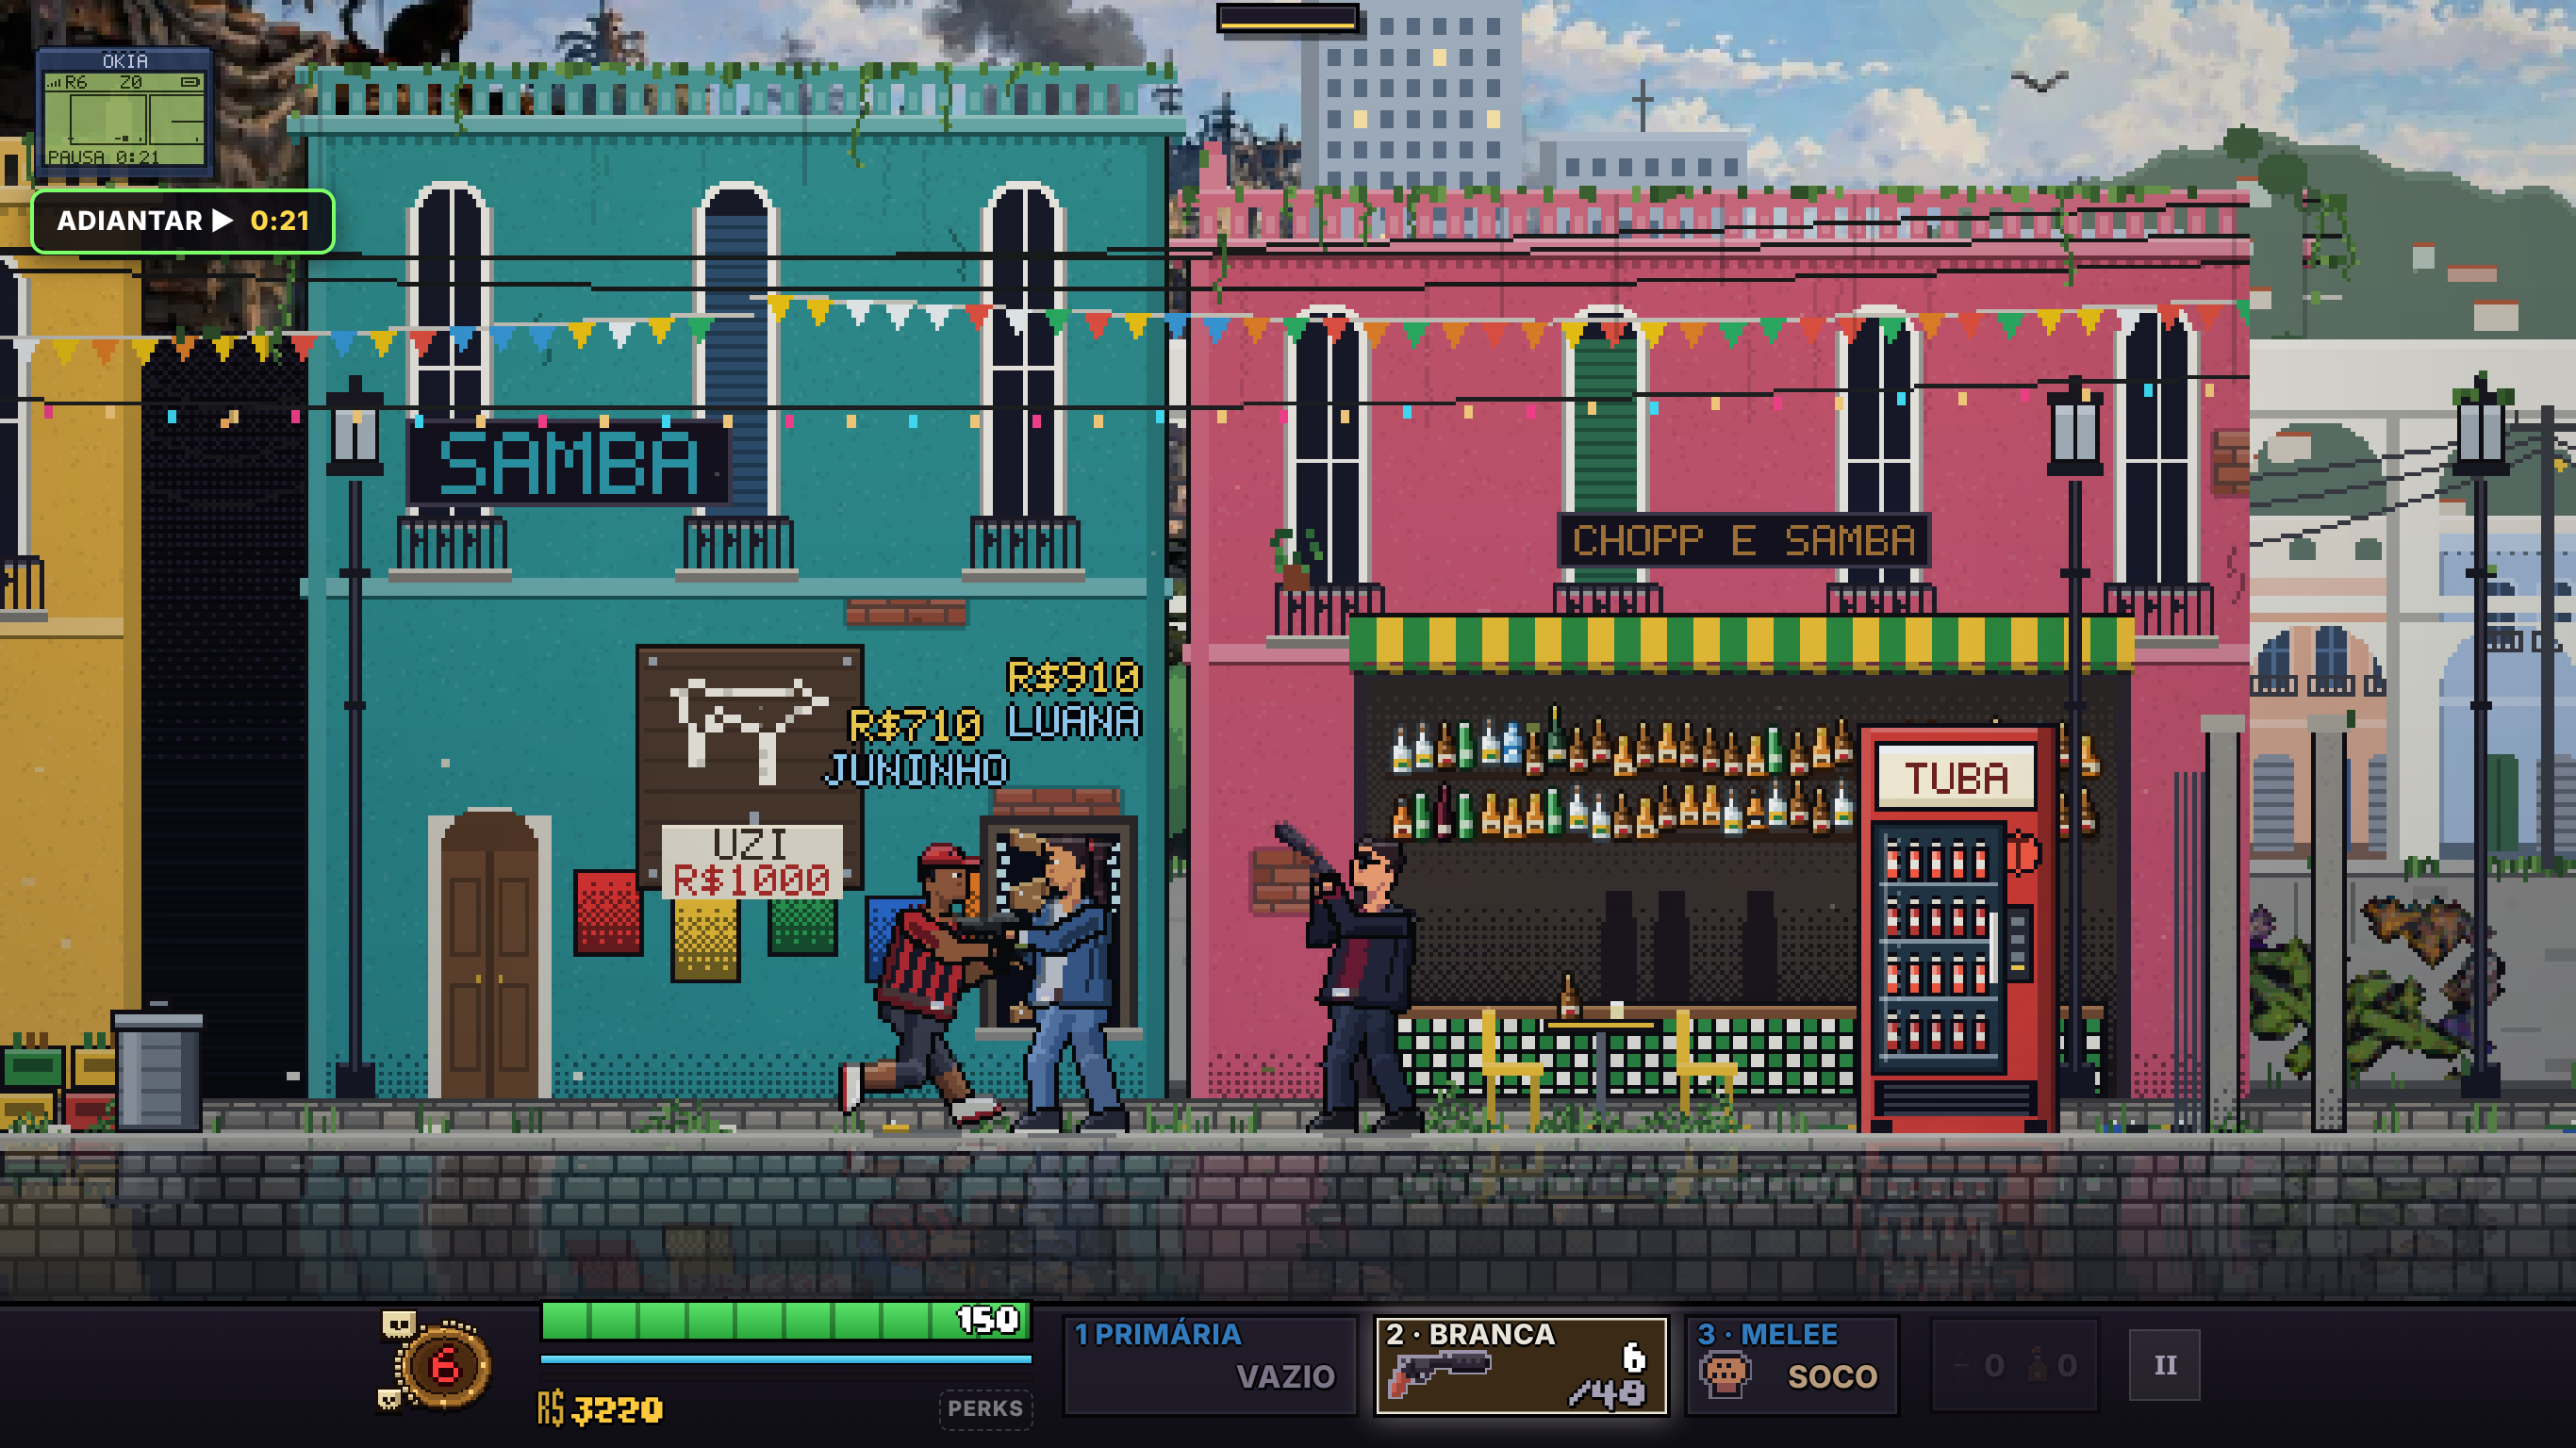 OKIA
R6 Z0
PAUSA 0:21
ADIANTAR ▶ 0:21
SAMBA
CHOPP E SAMBA
R$910
LUANA
R$710
JUNINHO
TUBA
UZI
R$1000
6
150
R$ 3220
PERKS
1 PRIMÁRIA
VAZIO
2 · BRANCA
6
/48
3 · MELEE
SOCO
0
0
II